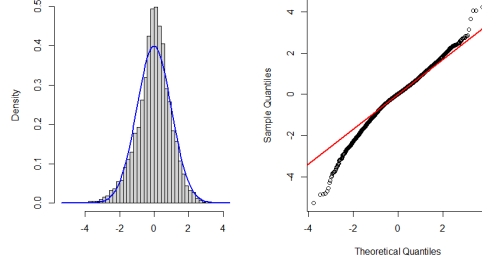 Density
0.0 0.1 0.2 0.3 0.4 0.5
-4 -2 0 2 4
Sample Quantiles
-4 -2 0 2 4
-4 -2 0 2
Theoretical Quantiles